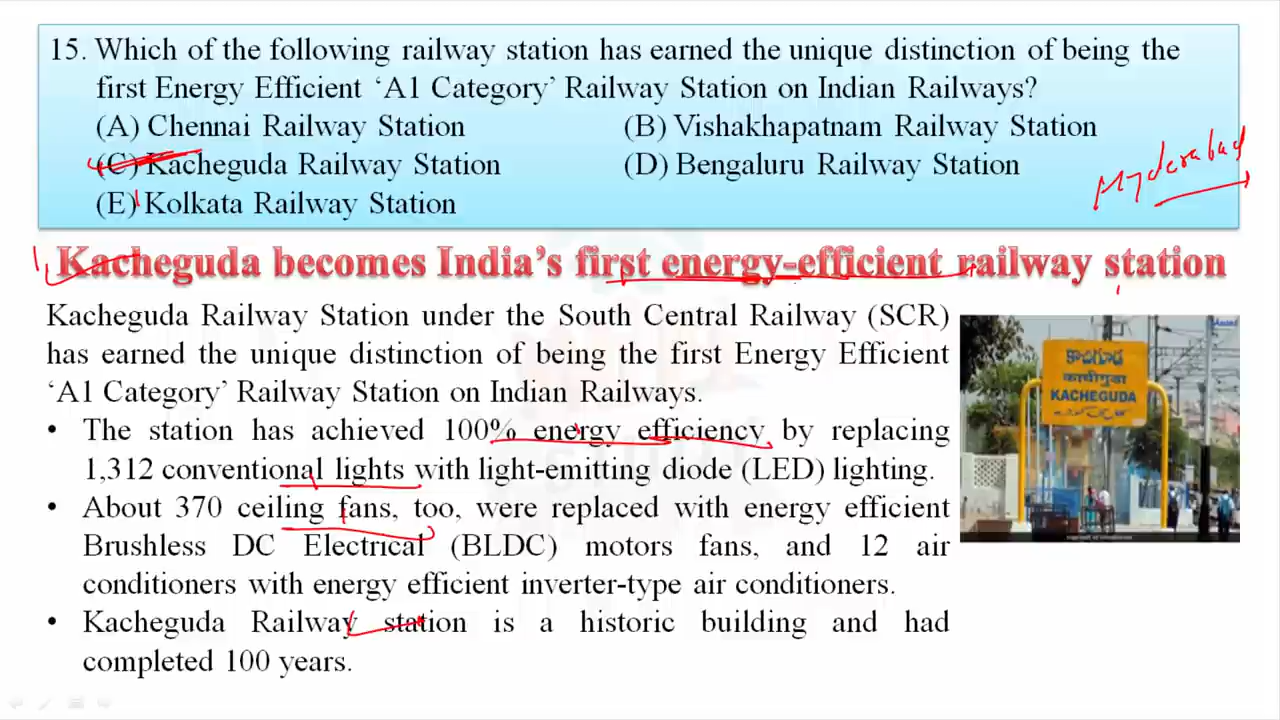 15. Which of the following railway station has earned the unique distinction of being the
first Energy Efficient ‘A1 Category’ Railway Station on Indian Railways?
(A) Chennai Railway Station (B) Vishakhapatnam Railway Station
(C) Kacheguda Railway Station (D) Bengaluru Railway Station
(E) Kolkata Railway Station
Hyderabad
Kacheguda becomes India’s first energy-efficient railway station
Kacheguda Railway Station under the South Central Railway (SCR)
has earned the unique distinction of being the first Energy Efficient
‘A1 Category’ Railway Station on Indian Railways.
• The station has achieved 100% energy efficiency by replacing
1,312 conventional lights with light-emitting diode (LED) lighting.
• About 370 ceiling fans, too, were replaced with energy efficient
Brushless DC Electrical (BLDC) motors fans, and 12 air
conditioners with energy efficient inverter-type air conditioners.
• Kacheguda Railway station is a historic building and had
completed 100 years.
కాచిగూడ
काचीगुडा
KACHEGUDA